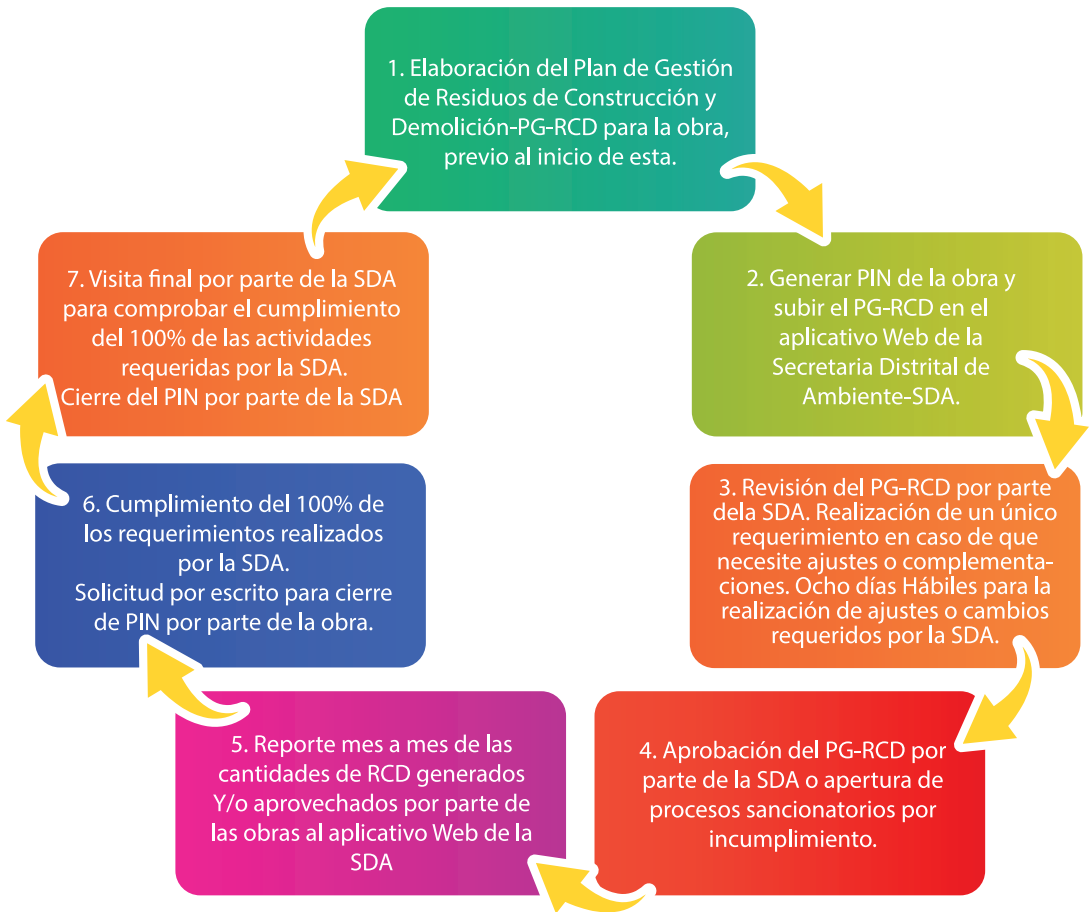 1. Elaboración del Plan de Gestión
de Residuos de Construcción y
Demolición-PG-RCD para la obra,
previo al inicio de esta.
2. Generar PIN de la obra y
subir el PG-RCD en el
aplicativo Web de la
Secretaria Distrital de
Ambiente-SDA.
3. Revisión del PG-RCD por parte
dela SDA. Realización de un único
requerimiento en caso de que
necesite ajustes o complementa-
ciones. Ocho días Hábiles para la
realización de ajustes o cambios
requeridos por la SDA.
4. Aprobación del PG-RCD por
parte de la SDA o apertura de
procesos sancionatorios por
incumplimiento.
5. Reporte mes a mes de las
cantidades de RCD generados
Y/o aprovechados por parte de
las obras al aplicativo Web de la
SDA
6. Cumplimiento del 100% de
los requerimientos realizados
por la SDA.
Solicitud por escrito para cierre
de PIN por parte de la obra.
7. Visita final por parte de la SDA
para comprobar el cumplimiento
del 100% de las actividades
requeridas por la SDA.
Cierre del PIN por parte de la SDA